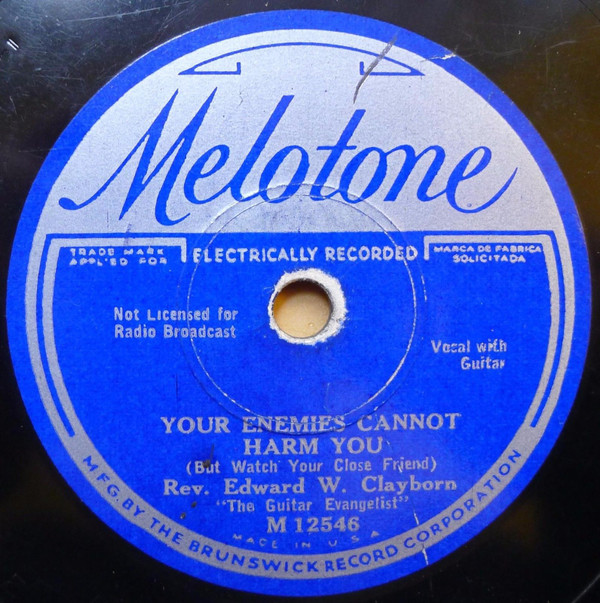 Melotone
TRADE MARK
APPL'ED FOR
ELECTRICALLY RECORDED
MARCA DE FABRICA
SOLICITADA
Not Licensed for
Radio Broadcast
Vocal with
Guitar
YOUR ENEMIES CANNOT
HARM YOU
(But Watch Your Close Friend)
Rev. Edward W. Clayborn
"The Guitar Evangelist"
M 12546
MADE IN U.S.A
MFG. BY THE BRUNSWICK RECORD CORPORATION